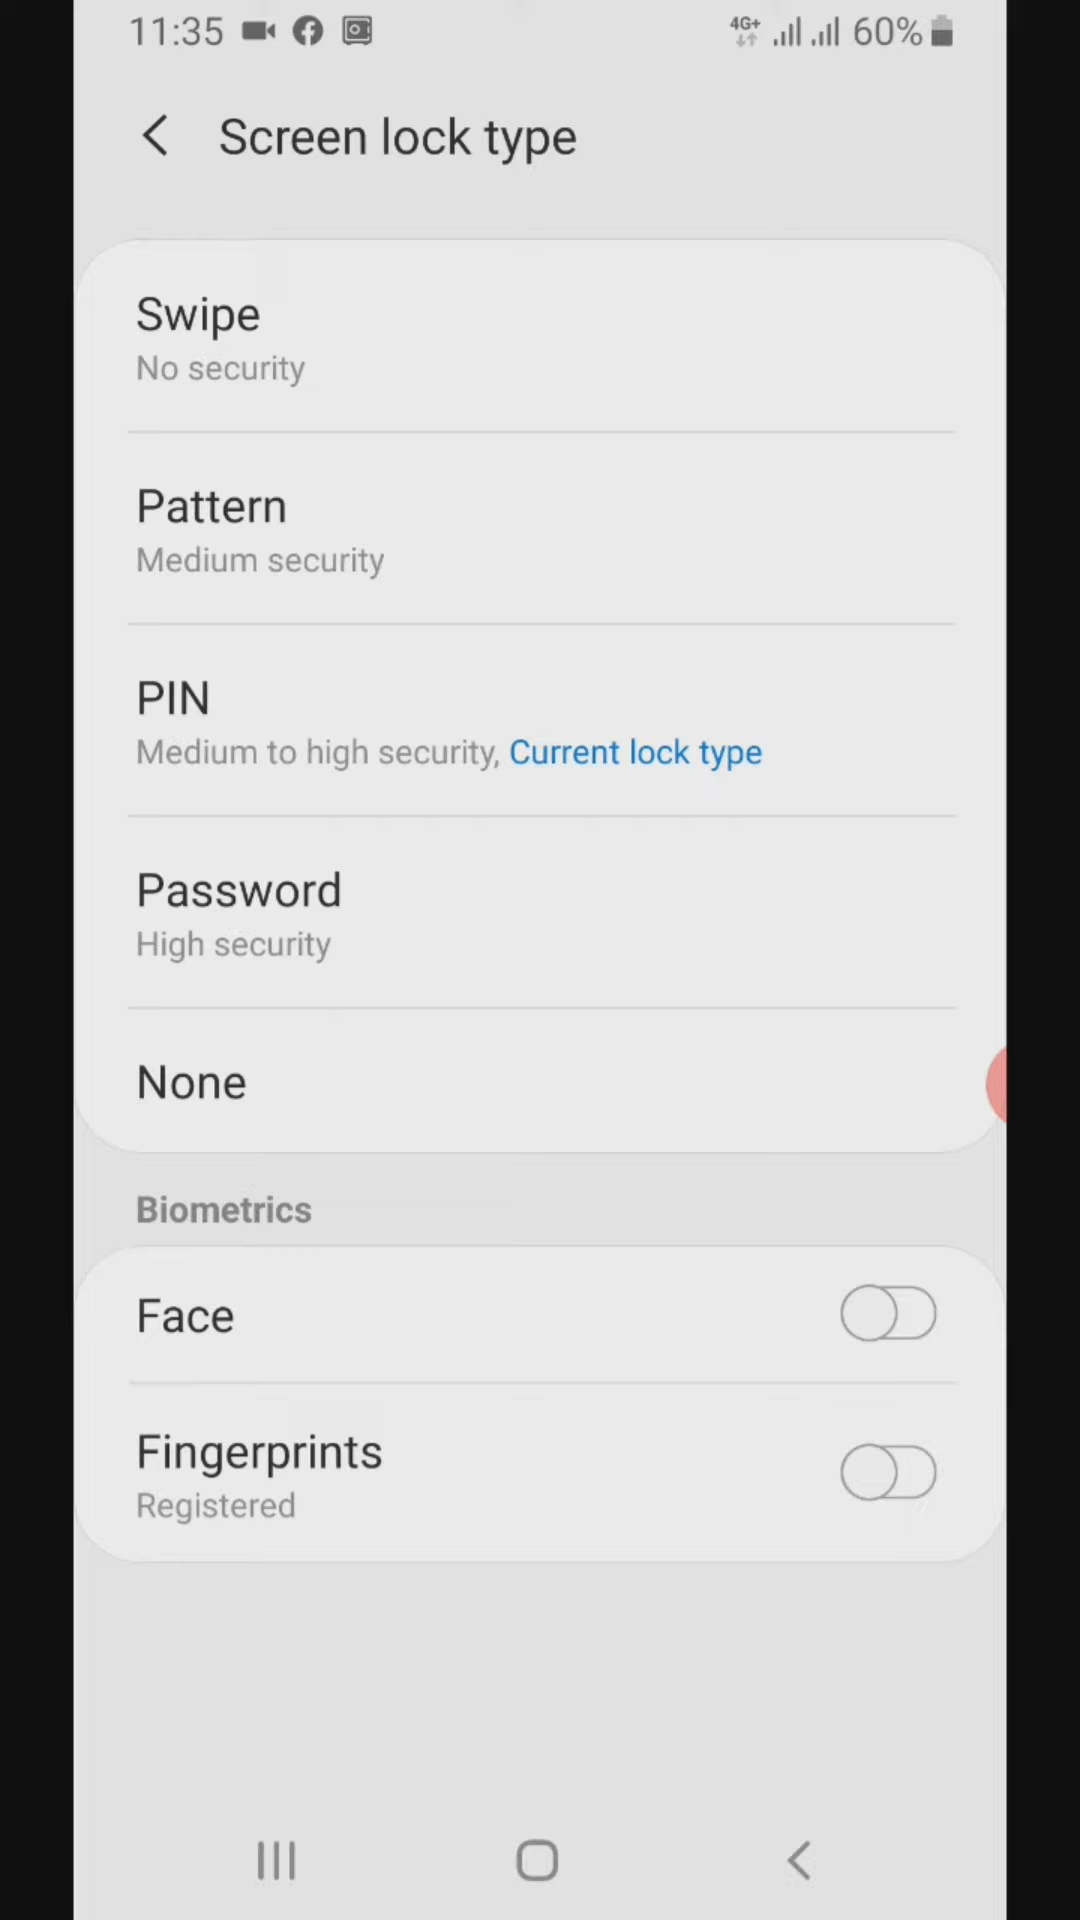 11:35
4G+ 60%
Screen lock type
Swipe
No security
Pattern
Medium security
PIN
Medium to high security, Current lock type
Password
High security
None
Biometrics
Face
Fingerprints
Registered